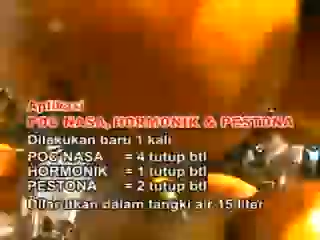 Aplikasi
POC NASA, HORMONIK & PESTONA
Dilakukan baru 1 kali
POC NASA = 4 tutup btl
HORMONIK = 1 tutup btl
PESTONA = 2 tutup btl
Dilarutkan dalam tangki air 15 liter